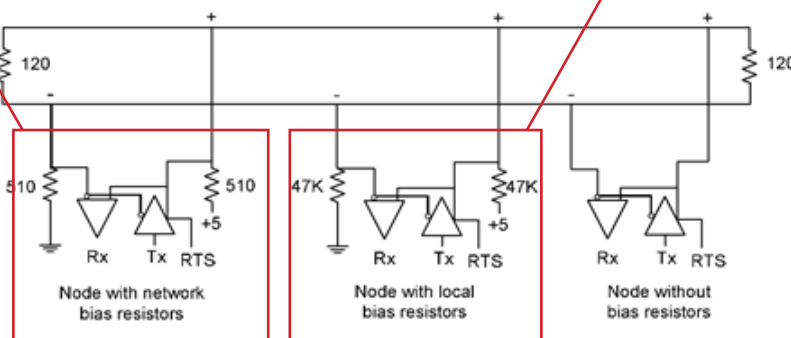 +
+
+
120
120
-
-
-
510
510
47K
47K
+5
+5
Rx
Tx
RTS
Rx
Tx
RTS
Rx
Tx
RTS
Node with network
bias resistors
Node with local
bias resistors
Node without
bias resistors